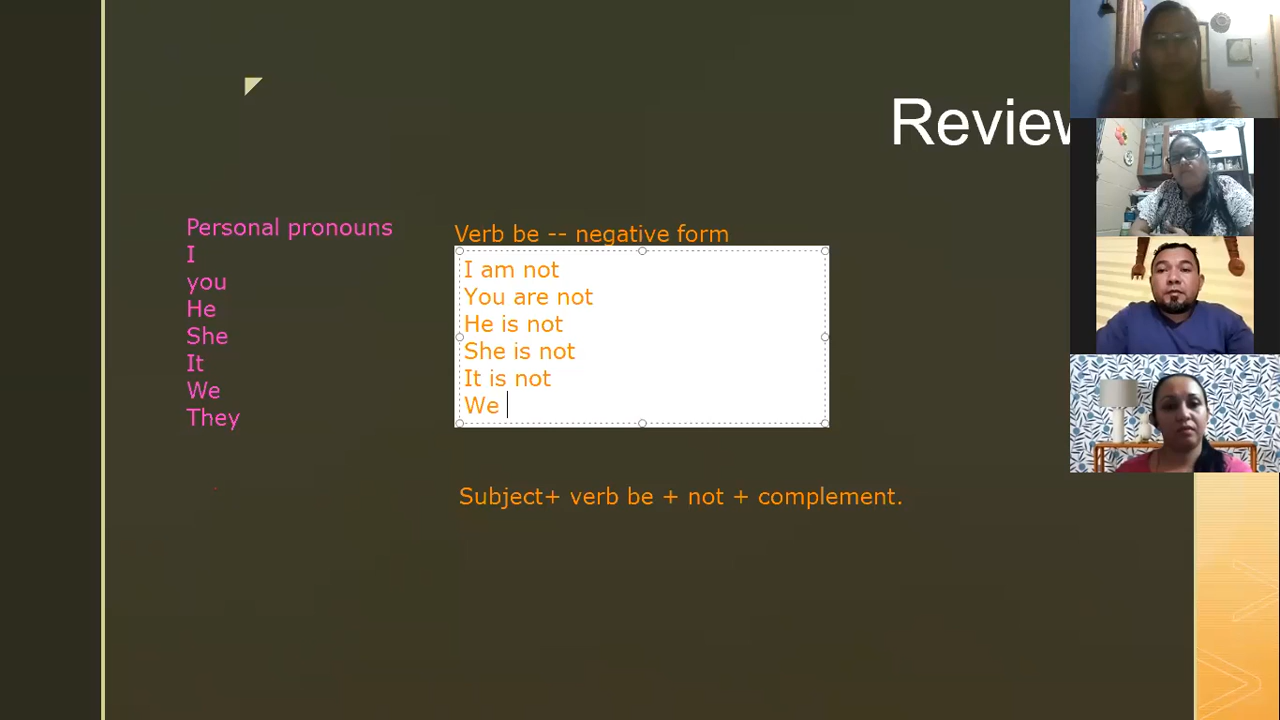 Review
Personal pronouns
I
you
He
She
It
We
They
Verb be -- negative form
I am not
You are not
He is not
She is not
It is not
We
Subject+ verb be + not + complement.